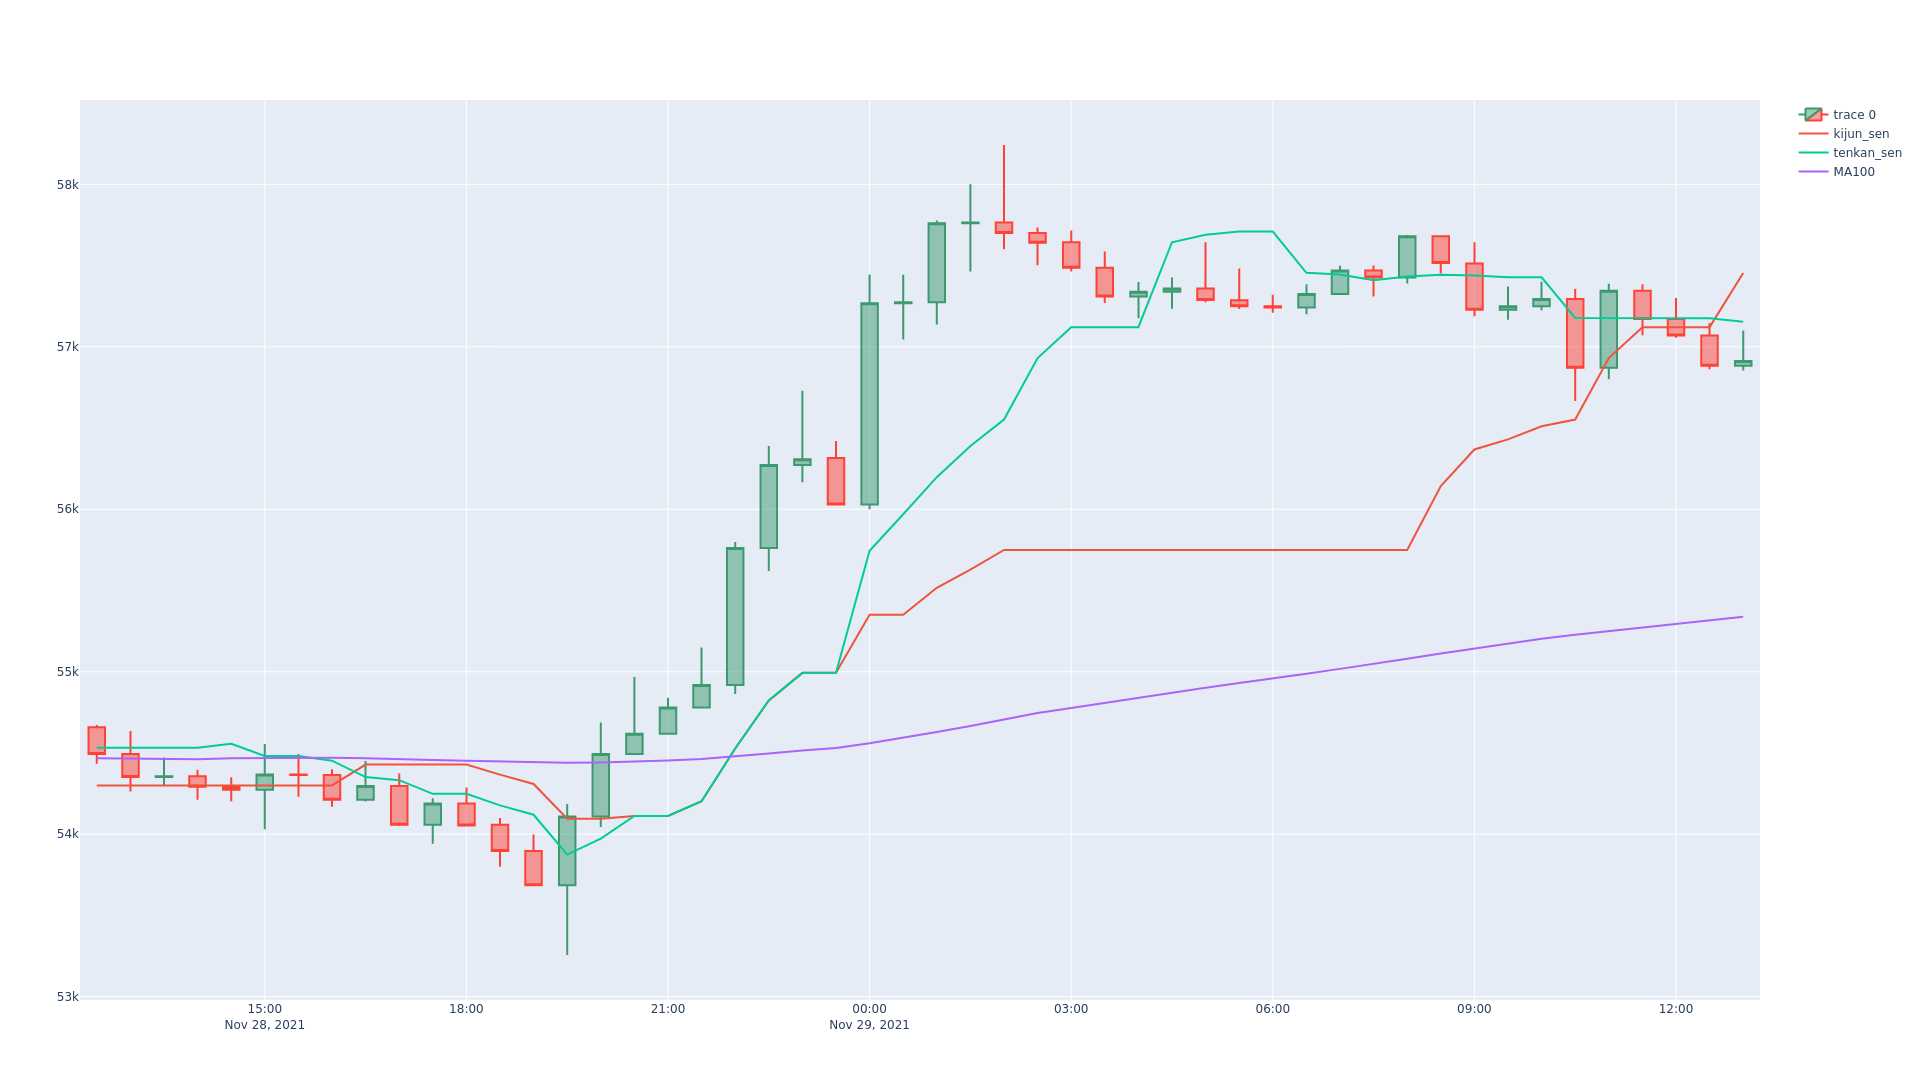 trace 0
kijun_sen
tenkan_sen
MA100
58k
57k
56k
55k
54k
53k
15:00
Nov 28, 2021
18:00
21:00
00:00
Nov 29, 2021
03:00
06:00
09:00
12:00